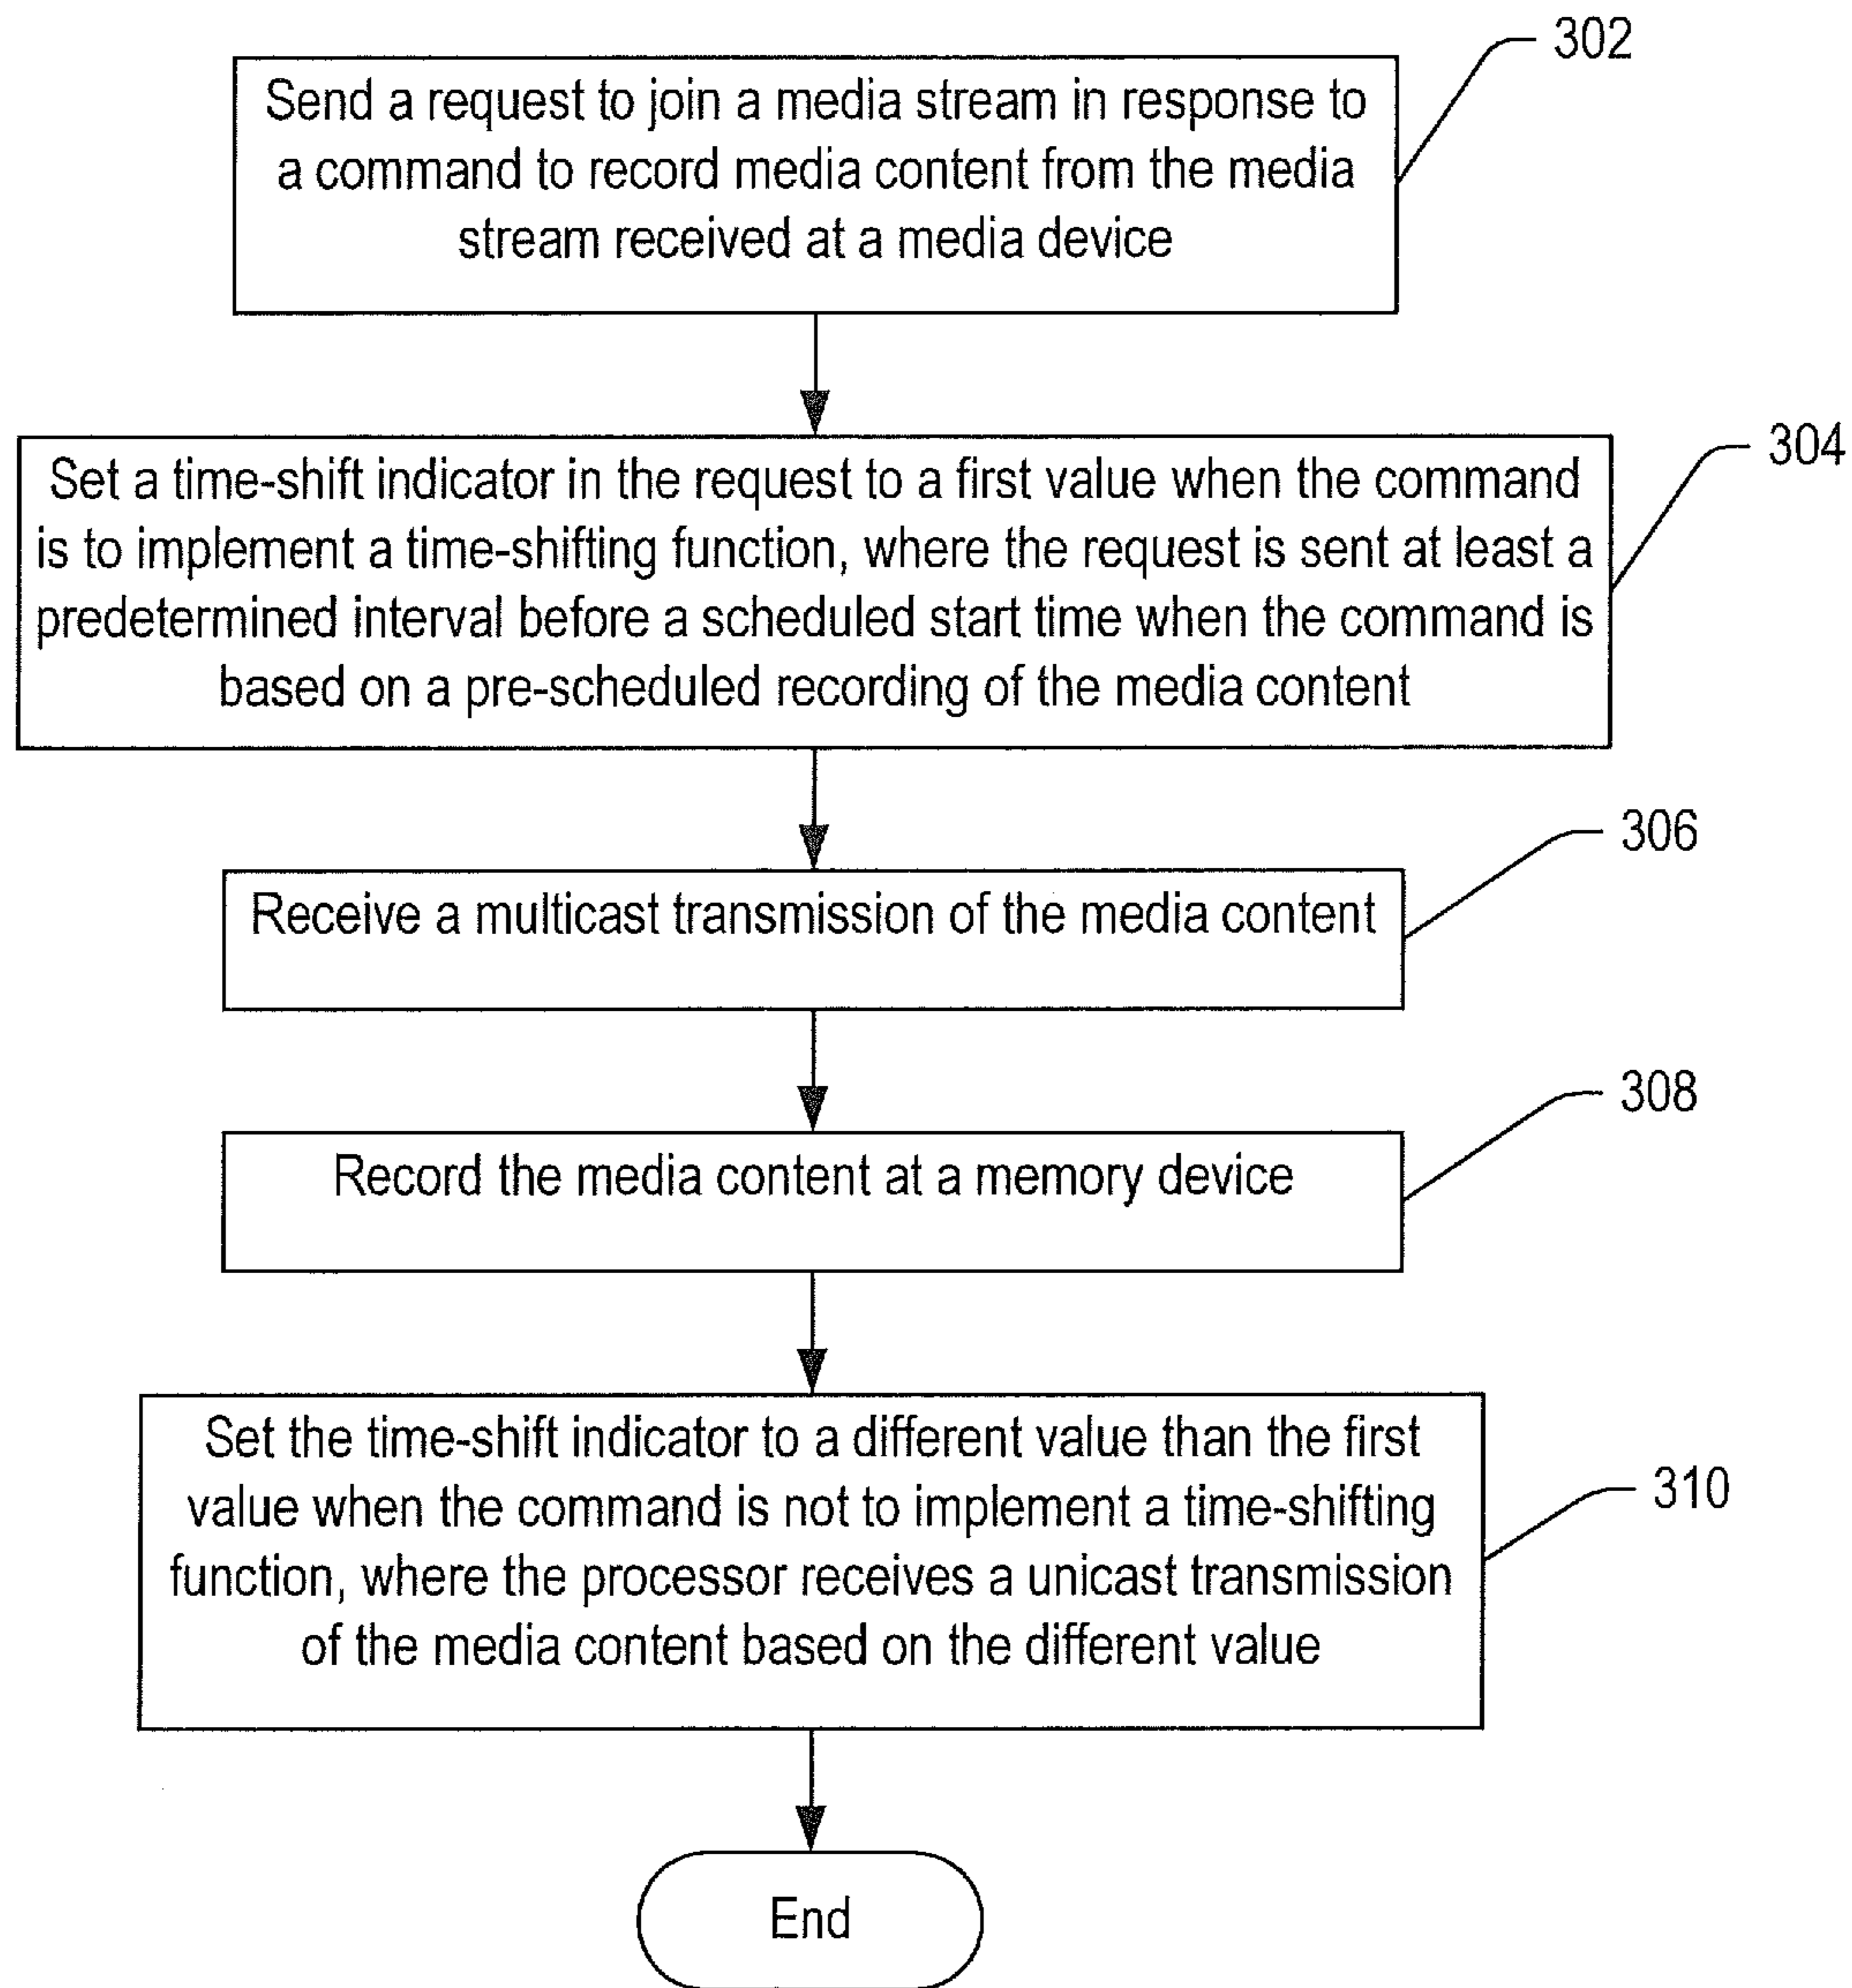 302
Send a request to join a media stream in response to
a command to record media content from the media
stream received at a media device
304
Set a time-shift indicator in the request to a first value when the command
is to implement a time-shifting function, where the request is sent at least a
predetermined interval before a scheduled start time when the command is
based on a pre-scheduled recording of the media content
306
Receive a multicast transmission of the media content
308
Record the media content at a memory device
310
Set the time-shift indicator to a different value than the first
value when the command is not to implement a time-shifting
function, where the processor receives a unicast transmission
of the media content based on the different value
End